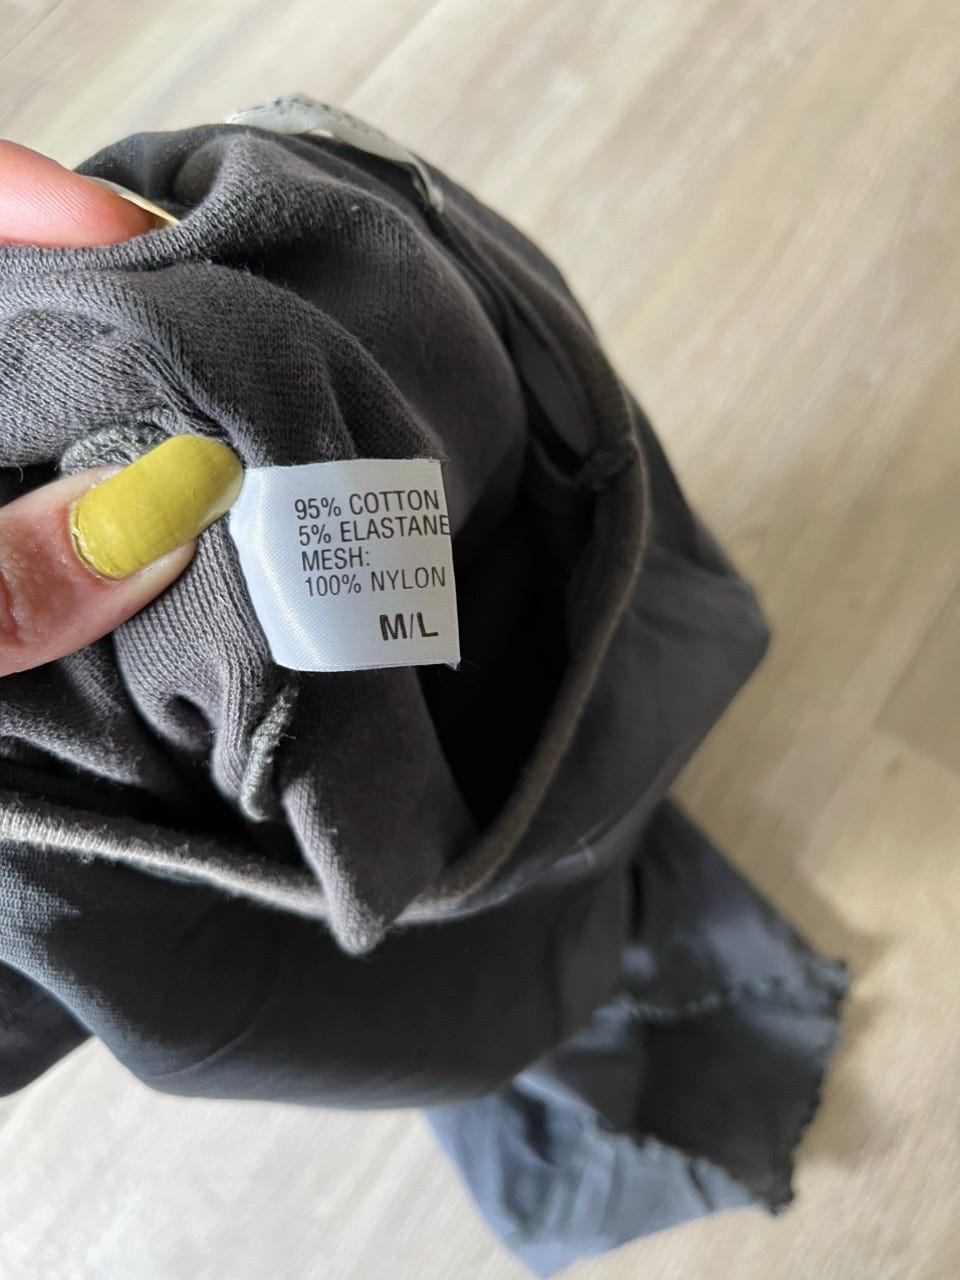 95% COTTON
5% ELASTANE
MESH:
100% NYLON
M/L